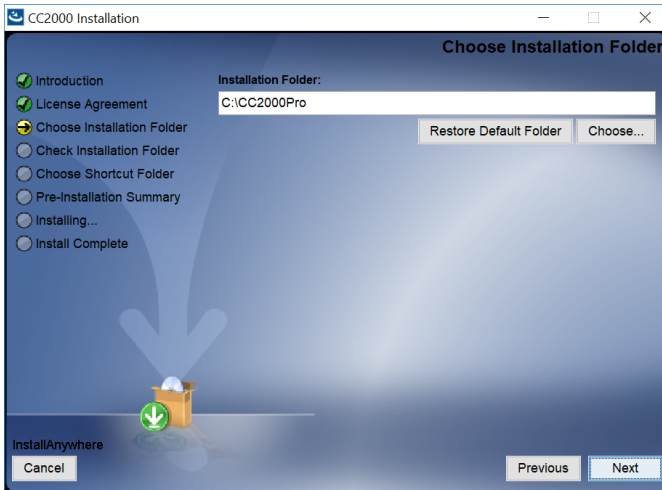 CC2000 Installation
Choose Installation Folder
Introduction
License Agreement
Choose Installation Folder
Check Installation Folder
Choose Shortcut Folder
Pre-Installation Summary
Installing...
Install Complete
Installation Folder:
C:\CC2000Pro
Restore Default Folder
Choose...
InstallAnywhere
Cancel
Previous
Next